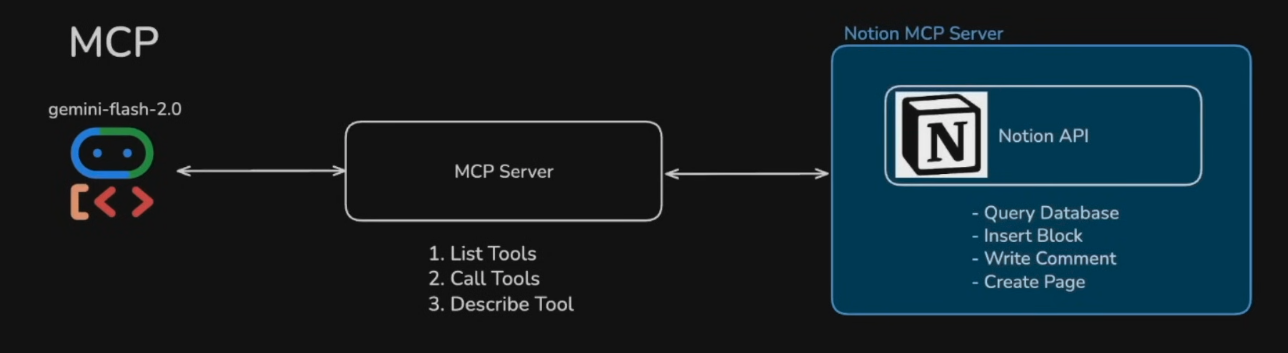 MCP
gemini-flash-2.0
MCP Server
1. List Tools
2. Call Tools
3. Describe Tool
Notion MCP Server
N
Notion API
- Query Database
- Insert Block
- Write Comment
- Create Page